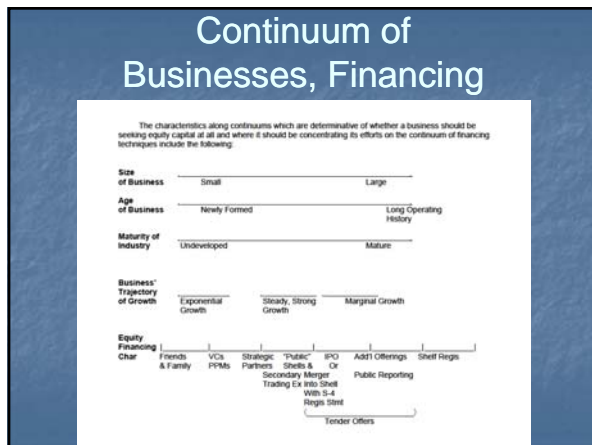 Continuum of
Businesses, Financing
The characteristics along continuums which are determinative of whether a business should be
seeking equity capital at all and where it should be concentrating its efforts on the continuum of financing
techniques include the following:
Size
of Business Small Large
Age
of Business Newly Formed Long Operating
History
Maturity of
Industry Undeveloped Mature
Business'
Trajectory
of Growth Exponential Steady, Strong Marginal Growth
Growth Growth
Equity
Financing
Char Friends VCs Strategic "Public" IPO Add'l Offerings Shelf Regis
& Family PPMs Partners Shells & Or
Secondary Merger Public Reporting
Trading Ex Into Shell
With S-4
Regis Stmt
Tender Offers